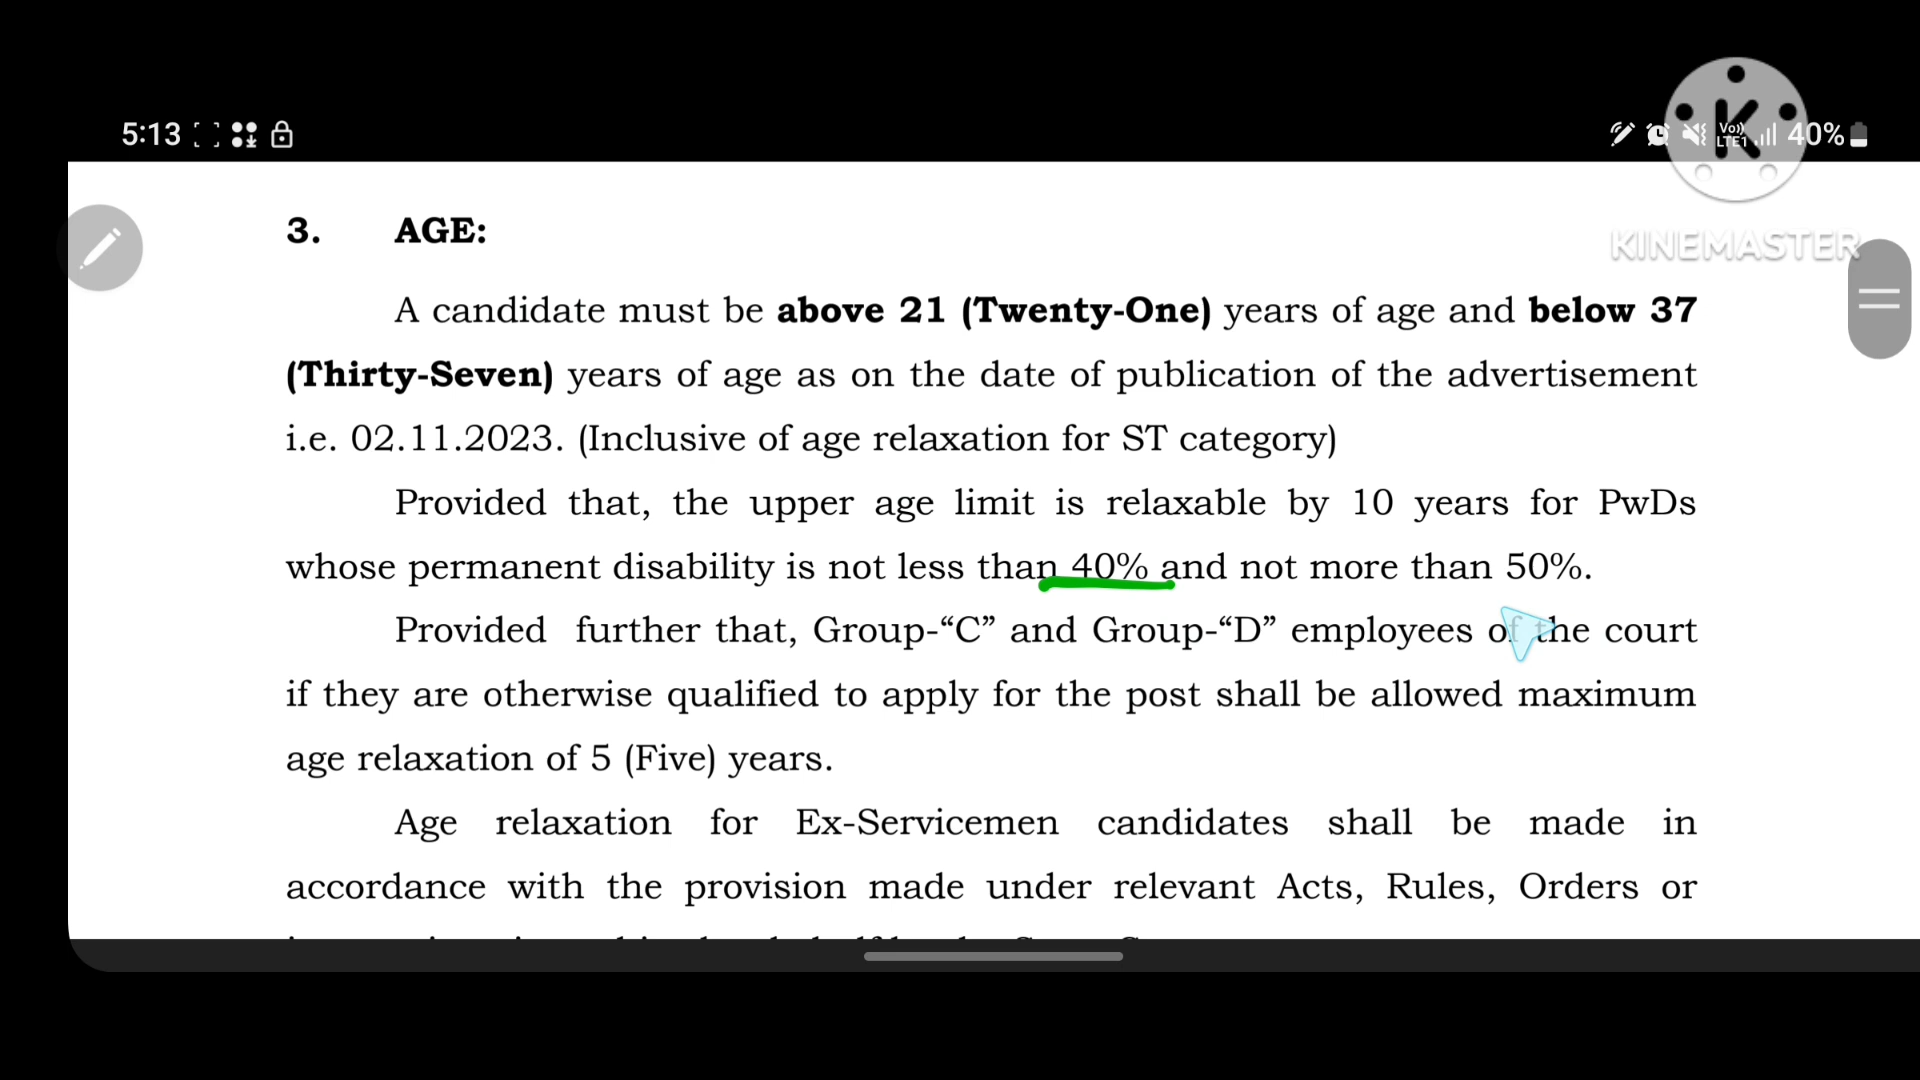 5:13
Vo)) LTE1 40%
KINEMASTER
3. AGE:
A candidate must be above 21 (Twenty-One) years of age and below 37
(Thirty-Seven) years of age as on the date of publication of the advertisement
i.e. 02.11.2023. (Inclusive of age relaxation for ST category)
Provided that, the upper age limit is relaxable by 10 years for PwDs
whose permanent disability is not less than 40% and not more than 50%.
Provided further that, Group-“C” and Group-“D” employees of the court
if they are otherwise qualified to apply for the post shall be allowed maximum
age relaxation of 5 (Five) years.
Age relaxation for Ex-Servicemen candidates shall be made in
accordance with the provision made under relevant Acts, Rules, Orders or